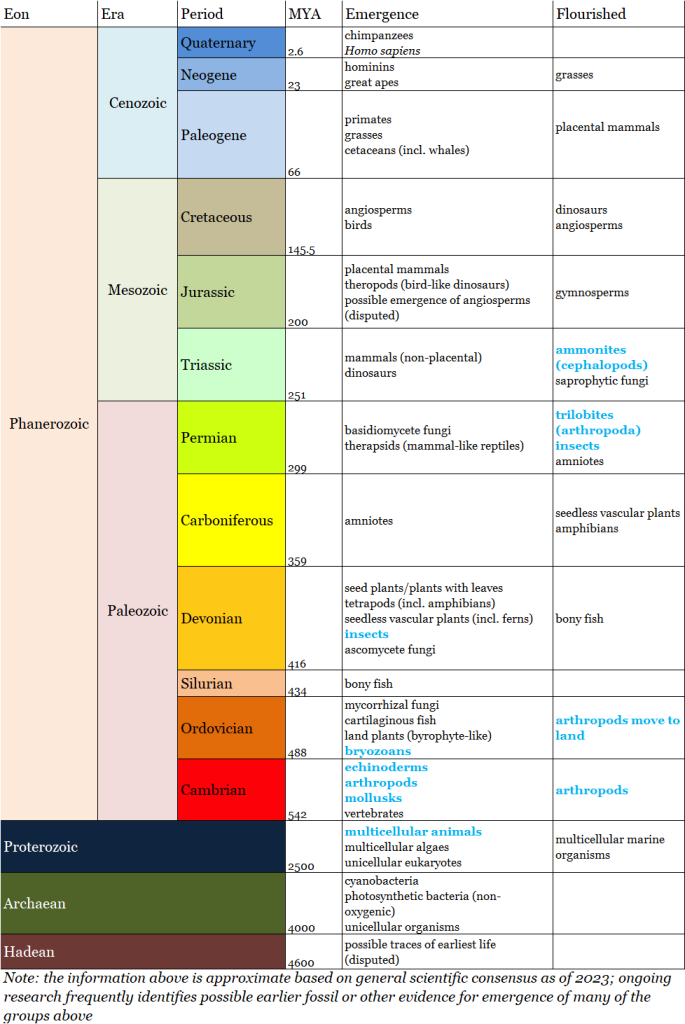 Eon Era Period MYA Emergence Flourished
Phanerozoic
Cenozoic
Quaternary
2.6
chimpanzees
Homo sapiens
Neogene
23
hominins
great apes
grasses
Paleogene
66
primates
grasses
cetaceans (incl. whales)
placental mammals
Mesozoic
Cretaceous
145.5
angiosperms
birds
dinosaurs
angiosperms
Jurassic
200
placental mammals
theropods (bird-like dinosaurs)
possible emergence of angiosperms
(disputed)
gymnosperms
Triassic
251
mammals (non-placental)
dinosaurs
ammonites
(cephalopods)
saprophytic fungi
Paleozoic
Permian
299
basidiomycete fungi
therapsids (mammal-like reptiles)
trilobites
(arthropoda)
insects
amniotes
Carboniferous
359
amniotes
seedless vascular plants
amphibians
Devonian
416
seed plants/plants with leaves
tetrapods (incl. amphibians)
seedless vascular plants (incl. ferns)
insects
ascomycete fungi
bony fish
Silurian
434
bony fish
Ordovician
488
mycorrhizal fungi
cartilaginous fish
land plants (byrophyte-like)
bryozoans
arthropods move to
land
Cambrian
542
echinoderms
arthropods
mollusks
vertebrates
arthropods
Proterozoic
2500
multicellular animals
multicellular algaes
unicellular eukaryotes
multicellular marine
organisms
Archaean
4000
cyanobacteria
photosynthetic bacteria (non-
oxygenic)
unicellular organisms
Hadean
4600
possible traces of earliest life
(disputed)
Note: the information above is approximate based on general scientific consensus as of 2023; ongoing
research frequently identifies possible earlier fossil or other evidence for emergence of many of the
groups above